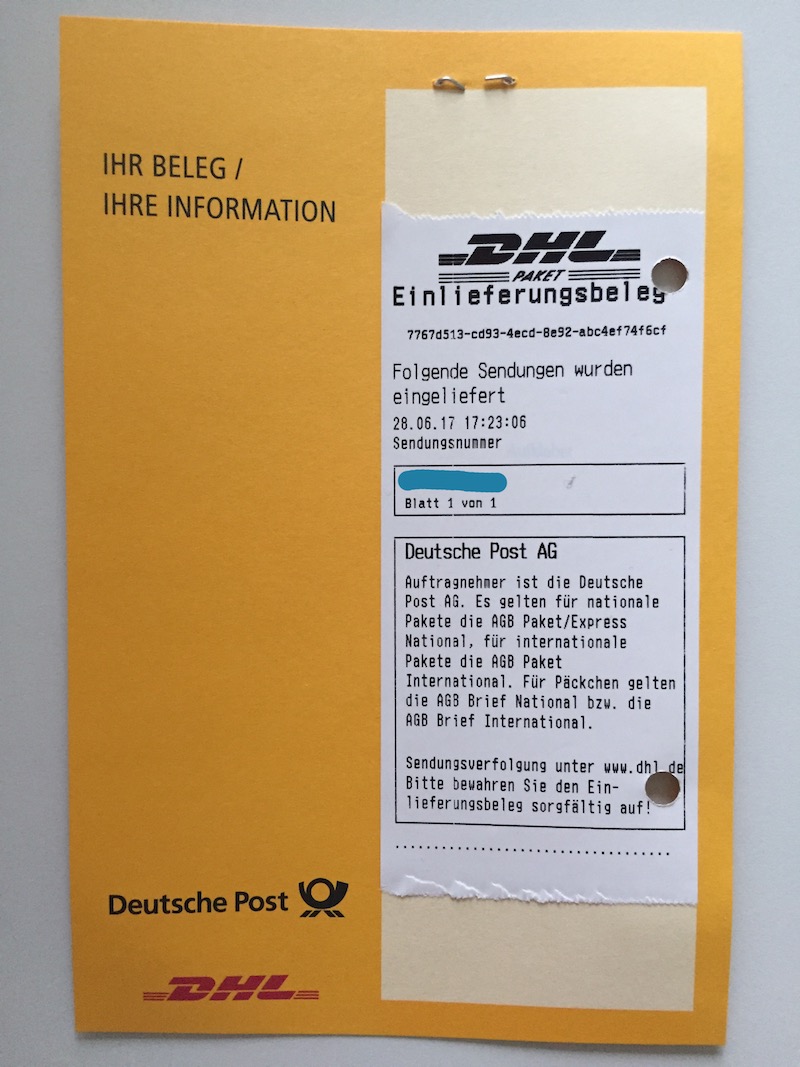 IHR BELEG /
IHRE INFORMATION
DHL
PAKET
Einlieferungsbeleg
7767d513-cd93-4ecd-8e92-abc4ef74f6cf
Folgende Sendungen wurden
eingeliefert
28.06.17 17:23:06
Sendungsnummer
Blatt 1 von 1
Deutsche Post AG
Auftragnehmer ist die Deutsche
Post AG. Es gelten für nationale
Pakete die AGB Paket/Express
National, für internationale
Pakete die AGB Paket
International. Für Päckchen gelten
die AGB Brief National bzw. die
AGB Brief International.
Sendungsverfolgung unter www.dhl.de
Bitte bewahren Sie den Ein-
lieferungsbeleg sorgfältig auf!
Deutsche Post
DHL